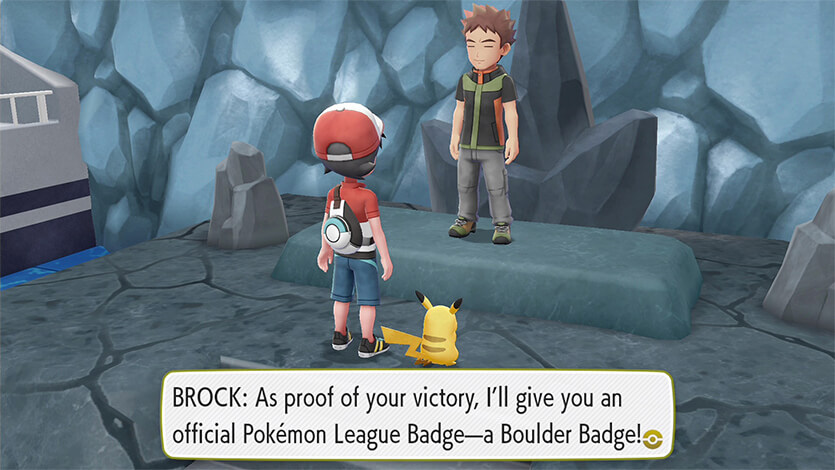 BROCK: As proof of your victory, I'll give you an
official Pokémon League Badge—a Boulder Badge!